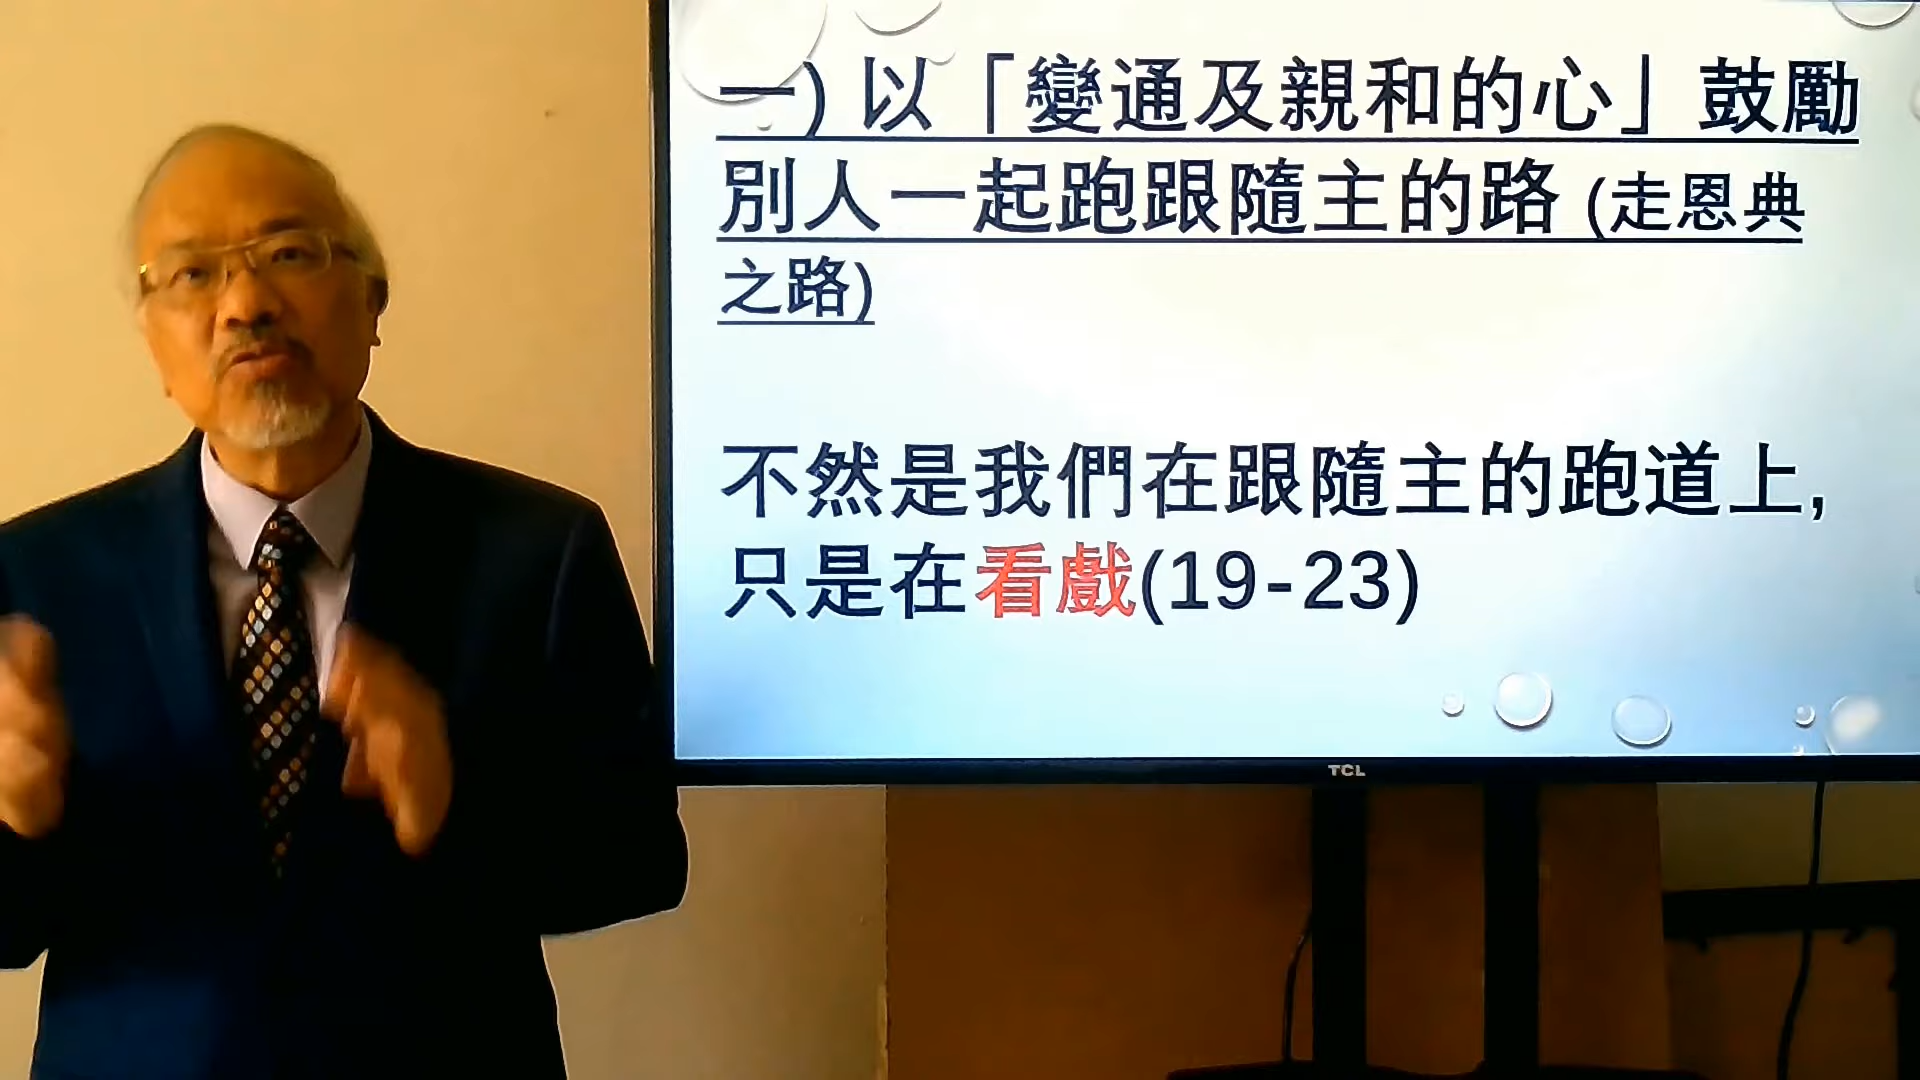 一) 以「變通及親和的心」鼓勵
別人一起跑跟隨主的路 (走恩典
之路)
不然是我們在跟隨主的跑道上,
只是在看戲(19-23)
TCL